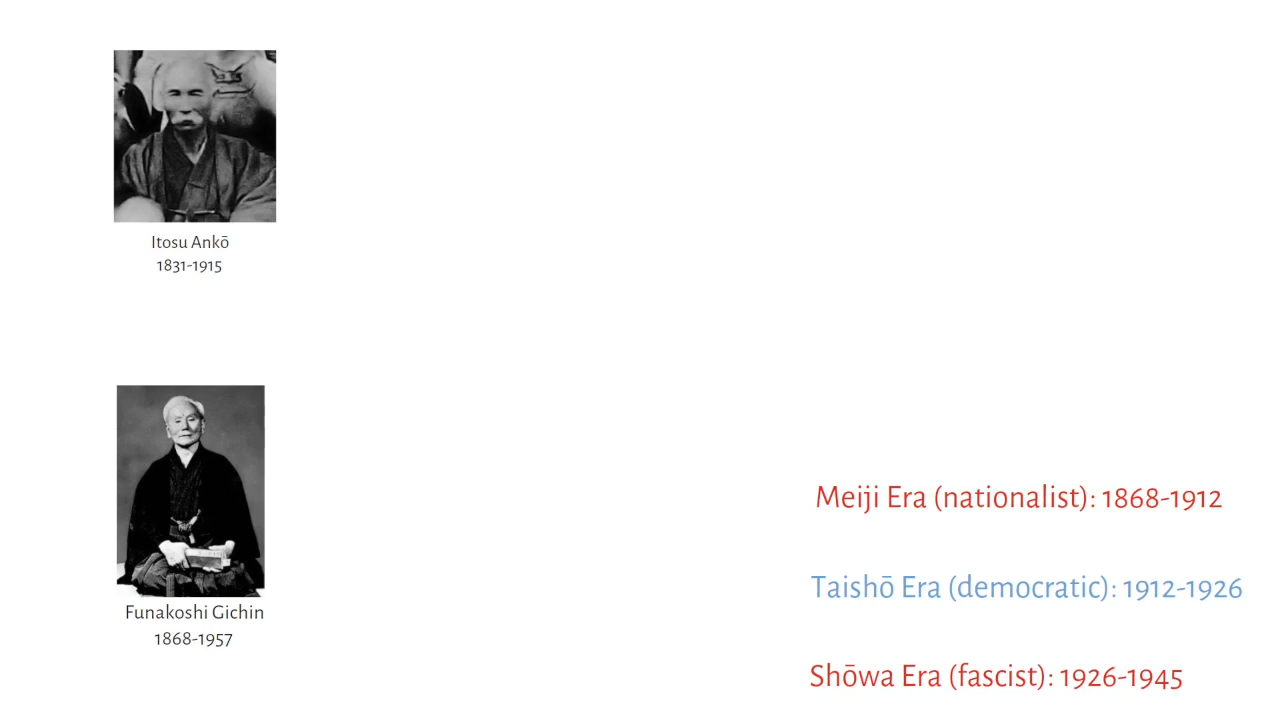 Itosu Ankō
1831-1915
Funakoshi Gichin
1868-1957
Meiji Era (nationalist): 1868-1912
Taishō Era (democratic): 1912-1926
Shōwa Era (fascist): 1926-1945